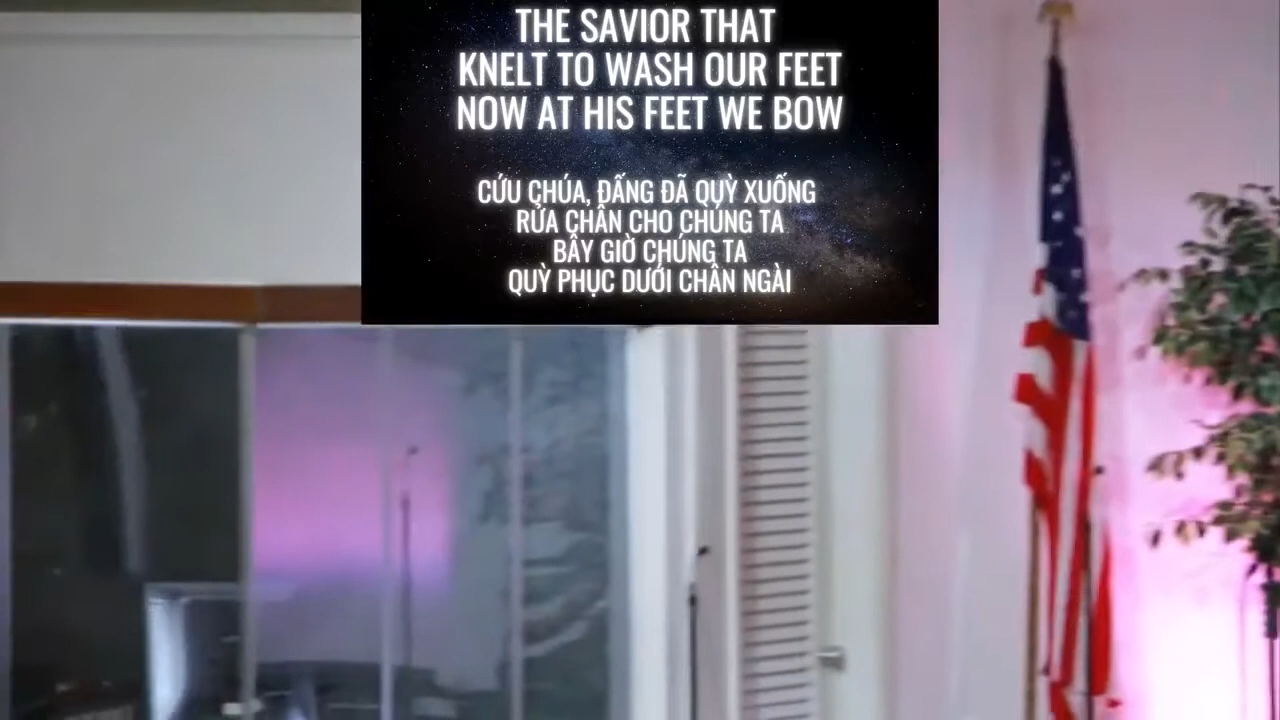 THE SAVIOR THAT
KNELT TO WASH OUR FEET
NOW AT HIS FEET WE BOW
CỨU CHÚA, ĐẤNG ĐÃ QUỲ XUỐNG
RỬA CHÂN CHO CHÚNG TA
BÂY GIỜ CHÚNG TA
QUỲ PHỤC DƯỚI CHÂN NGÀI